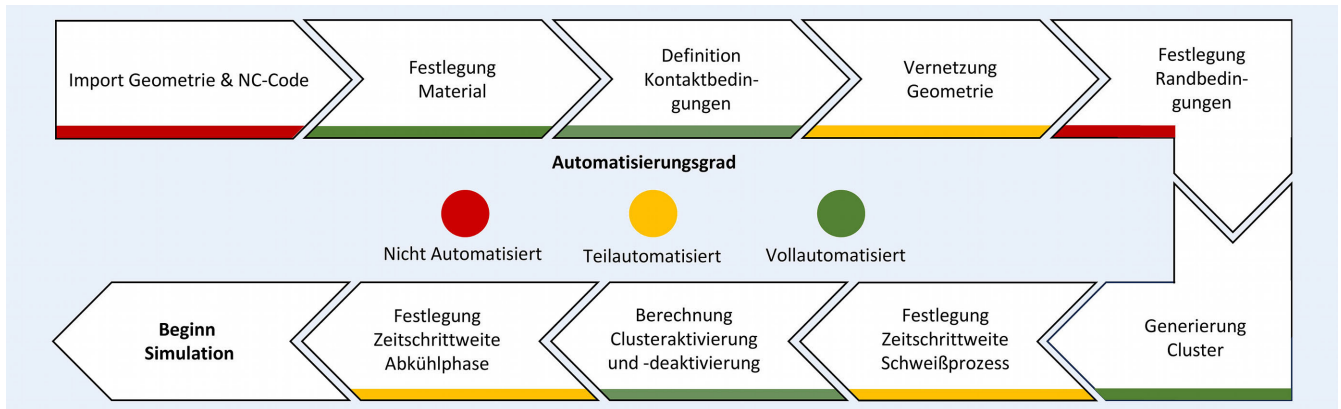 Import Geometrie & NC-Code
Festlegung
Material
Definition
Kontaktbedin-
gungen
Vernetzung
Geometrie
Festlegung
Randbedin-
gungen
Automatisierungsgrad
Nicht Automatisiert
Teilautomatisiert
Vollautomatisiert
Generierung
Cluster
Festlegung
Zeitschrittweite
Schweißprozess
Berechnung
Clusteraktivierung
und -deaktivierung
Festlegung
Zeitschrittweite
Abkühlphase
Beginn
Simulation